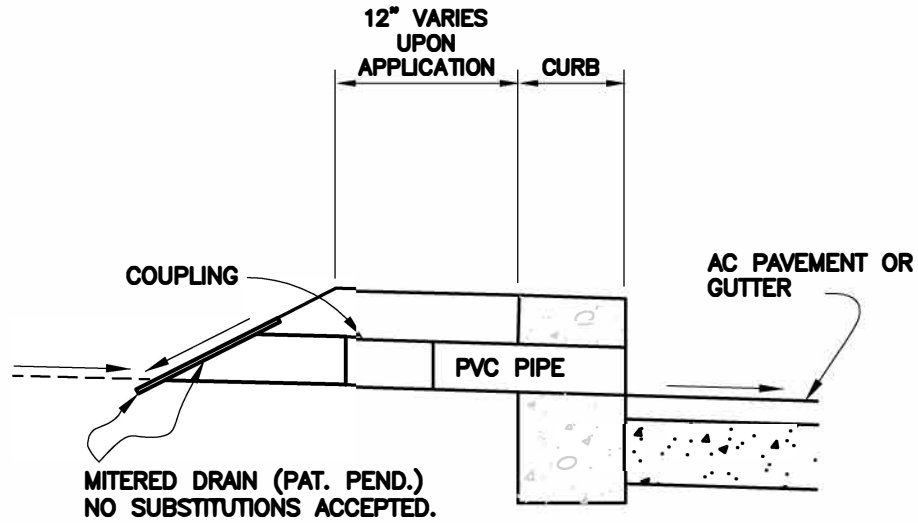 12" VARIES
UPON
APPLICATION
CURB
COUPLING
AC PAVEMENT OR
GUTTER
PVC PIPE
MITERED DRAIN (PAT. PEND.)
NO SUBSTITUTIONS ACCEPTED.